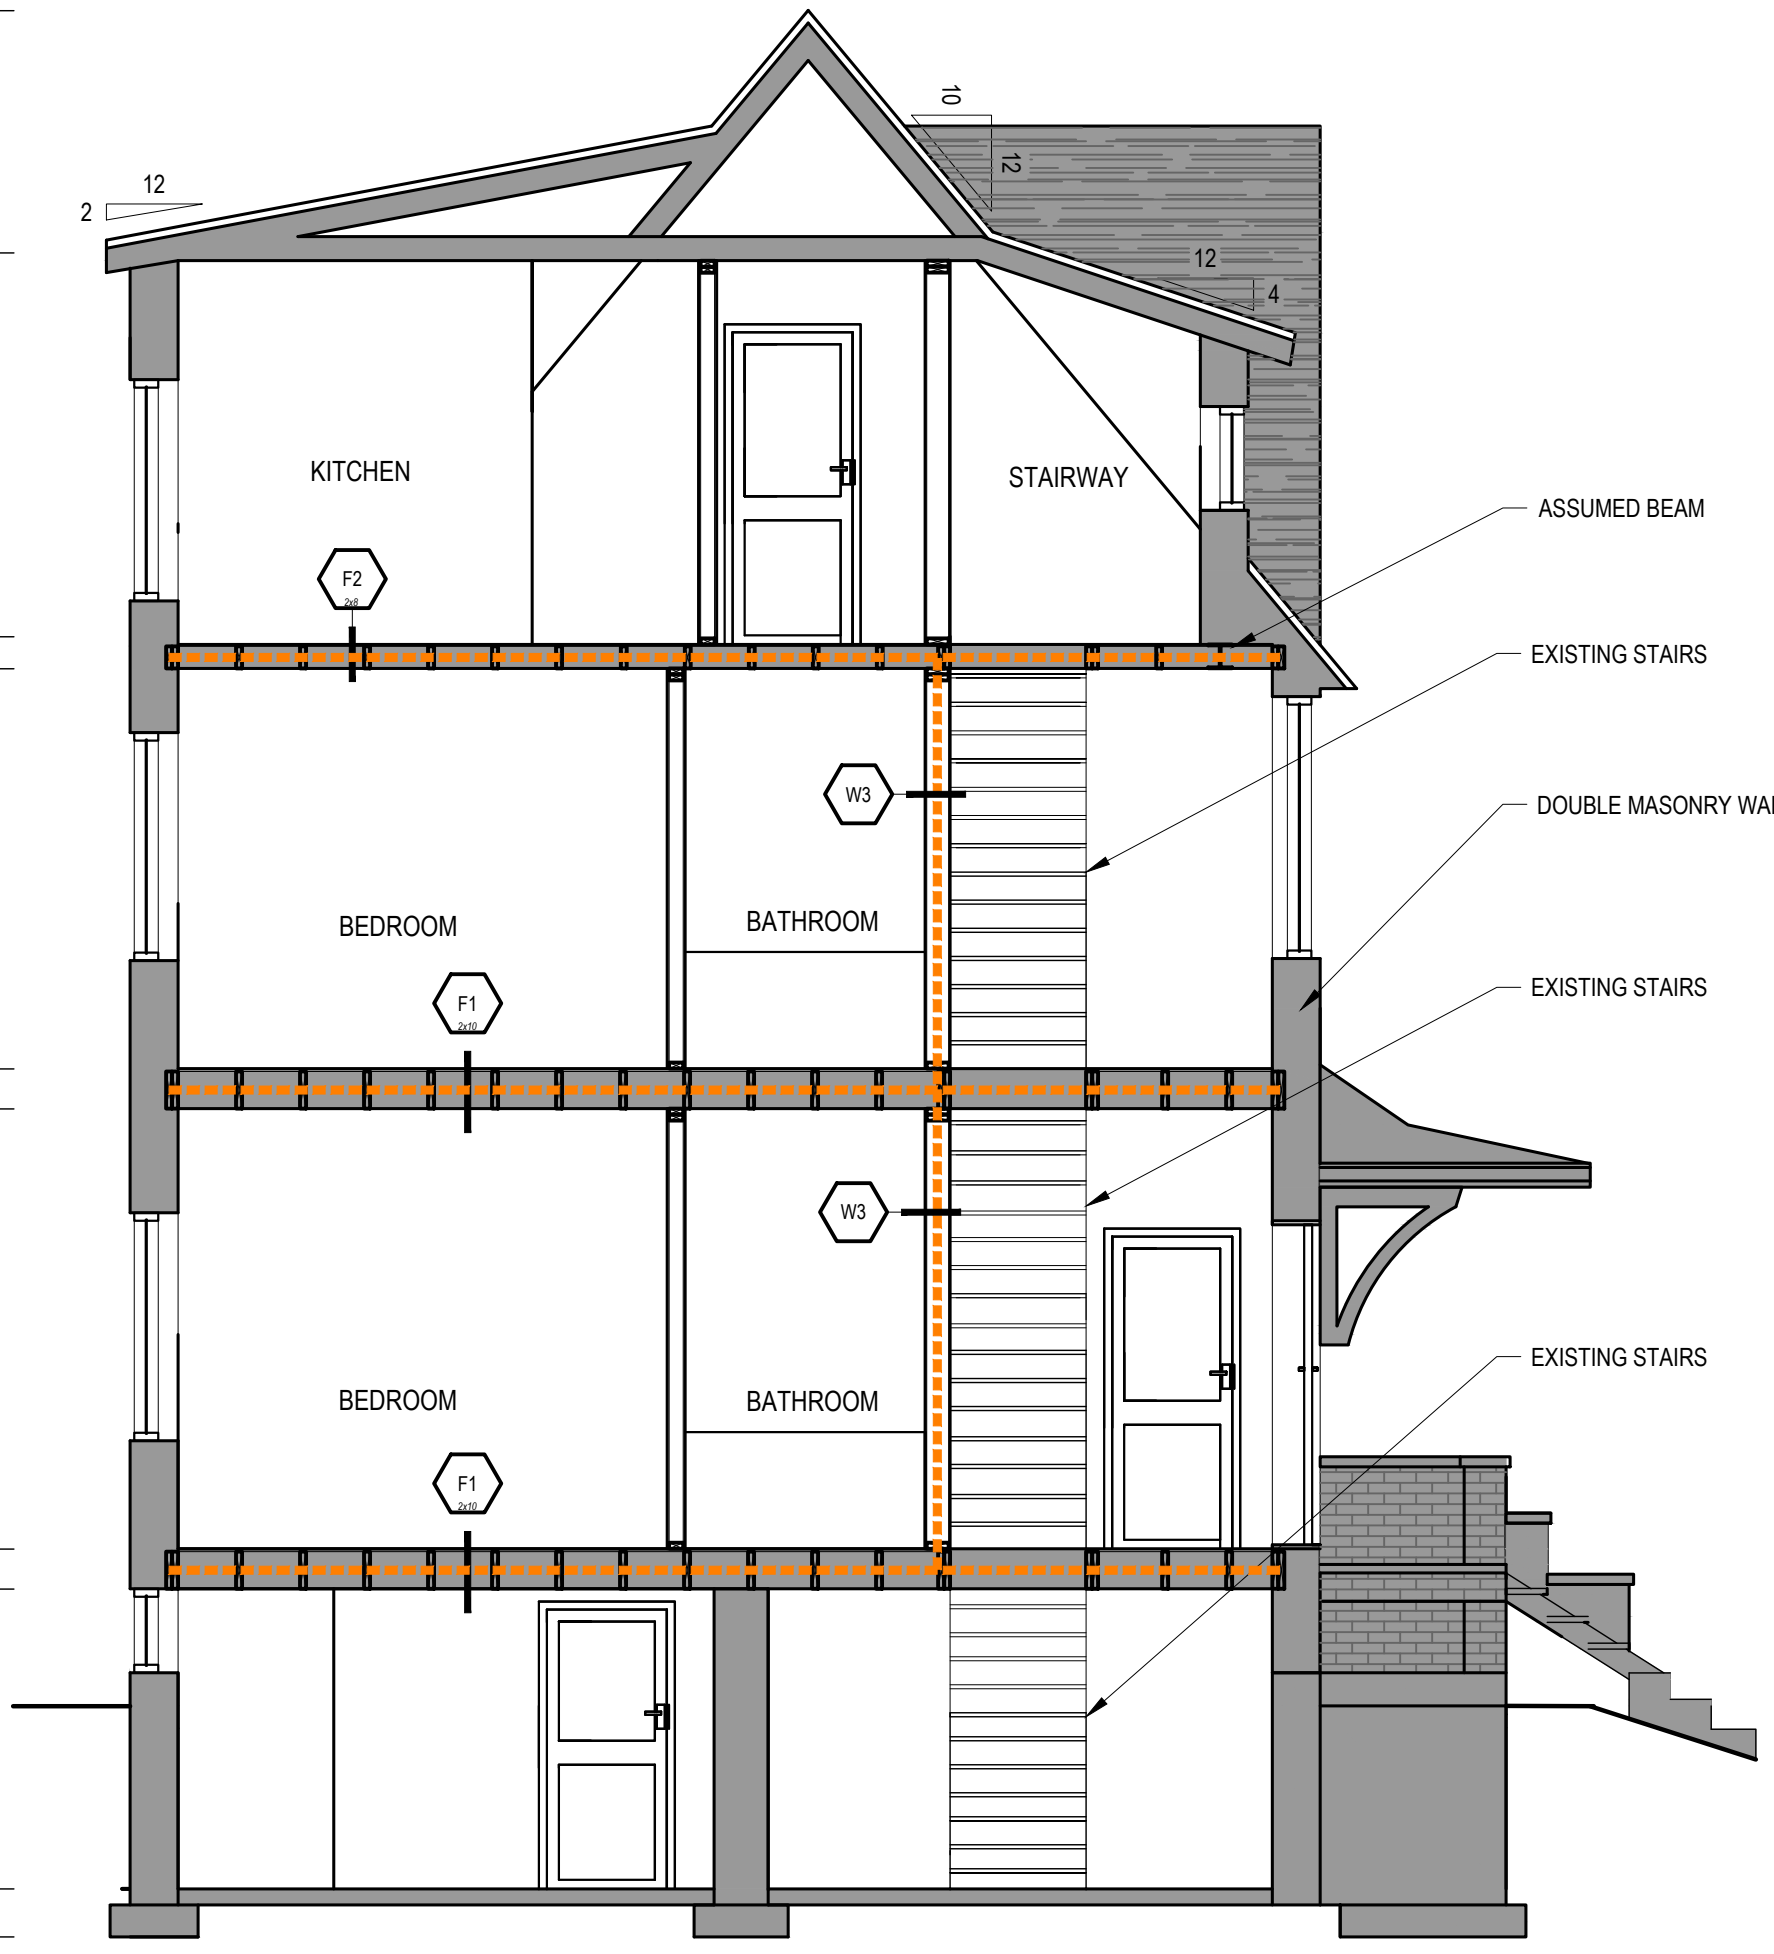 10
12
12
2
12
4
KITCHEN
STAIRWAY
ASSUMED BEAM
F2
2x8
EXISTING STAIRS
W3
DOUBLE MASONRY WAL
BEDROOM
BATHROOM
EXISTING STAIRS
F1
2x10
W3
EXISTING STAIRS
BEDROOM
BATHROOM
F1
2x10